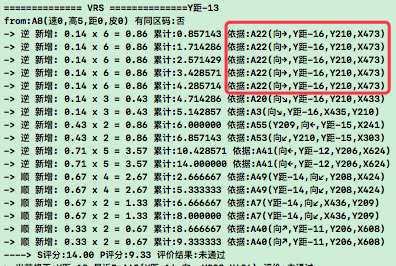 ============== VRS ==============Y距-13
from:A8(速0,高5,距0,皮0) 有同区码:否
-> 逆 新增: 0.14 x 6 = 0.86 累计:0.857143 依据:A22(向→,Y距-16,Y210,X473)
-> 逆 新增: 0.14 x 6 = 0.86 累计:1.714286 依据:A22(向→,Y距-16,Y210,X473)
-> 逆 新增: 0.14 x 6 = 0.86 累计:2.571429 依据:A22(向→,Y距-16,Y210,X473)
-> 逆 新增: 0.14 x 6 = 0.86 累计:3.428571 依据:A22(向→,Y距-16,Y210,X473)
-> 逆 新增: 0.14 x 6 = 0.86 累计:4.285714 依据:A22(向→,Y距-16,Y210,X473)
-> 逆 新增: 0.14 x 3 = 0.43 累计:4.714286 依据:A20(向↘,Y距-16,Y210,X433)
-> 逆 新增: 0.14 x 3 = 0.43 累计:5.142857 依据:A3(向↘,Y距-16,X435,Y210)
-> 逆 新增: 0.43 x 2 = 0.86 累计:6.000000 依据:A55(Y209,向←,Y距-15,X241)
-> 逆 新增: 0.43 x 2 = 0.86 累计:6.857143 依据:A53(向↙,Y210,Y距-15,X303)
-> 逆 新增: 0.71 x 5 = 3.57 累计:10.428571 依据:A41(向←,Y距-12,Y206,X624)
-> 逆 新增: 0.71 x 5 = 3.57 累计:14.000000 依据:A41(向←,Y距-12,Y206,X624)
-> 顺 新增: 0.67 x 4 = 2.67 累计:2.666667 依据:A49(Y距-14,向↙,Y208,X424)
-> 顺 新增: 0.67 x 4 = 2.67 累计:5.333333 依据:A49(Y距-14,向↙,Y208,X424)
-> 顺 新增: 0.67 x 2 = 1.33 累计:6.666667 依据:A7(Y距-14,向↙,X436,Y209)
-> 顺 新增: 0.67 x 2 = 1.33 累计:8.000000 依据:A7(Y距-14,向↙,X436,Y209)
-> 顺 新增: 0.33 x 2 = 0.67 累计:8.666667 依据:A40(向↗,Y距-11,Y206,X608)
-> 顺 新增: 0.33 x 2 = 0.67 累计:9.333333 依据:A40(向↗,Y距-11,Y206,X608)
----> S评分:14.00 P评分:9.33 评价结果:未通过